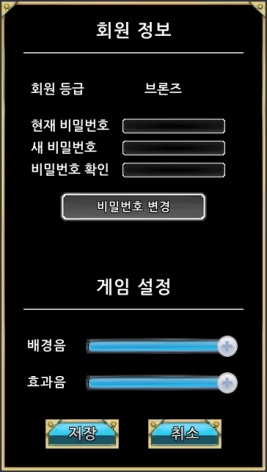 회원 정보
회원 등급 브론즈
현재 비밀번호
새 비밀번호
비밀번호 확인
비밀번호 변경
게임 설정
배경음
효과음
저장 취소